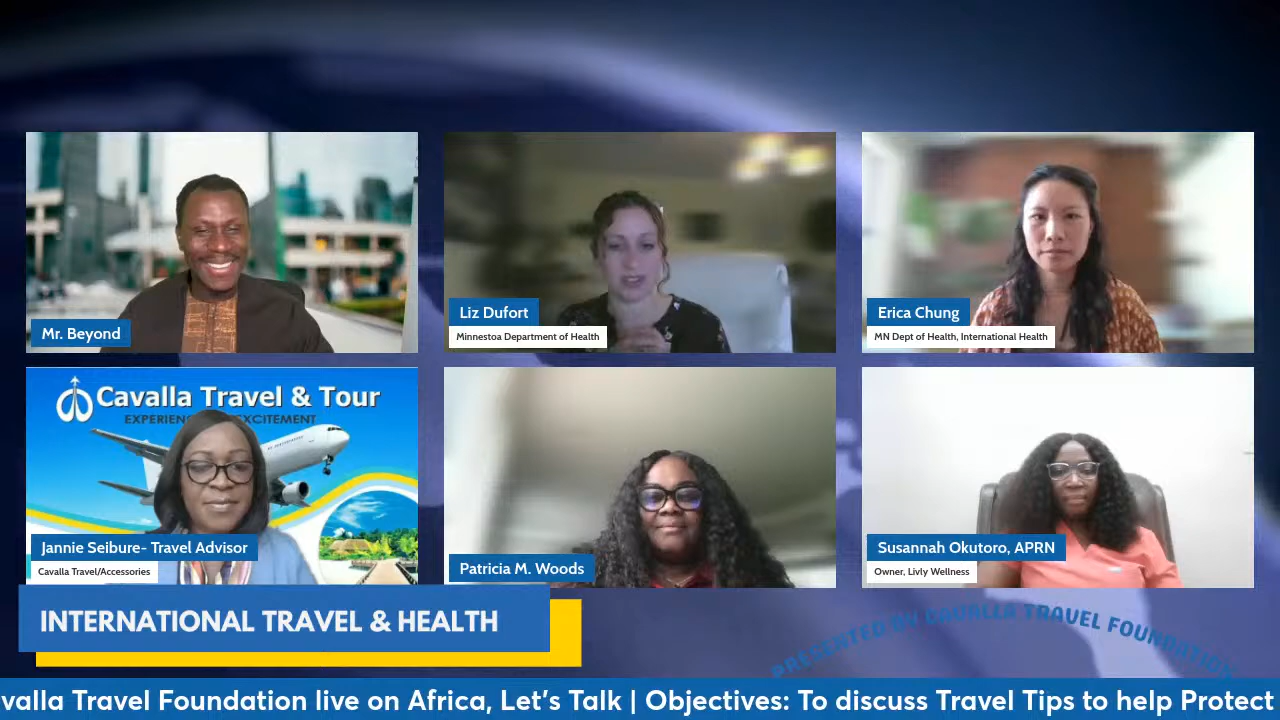 Mr. Beyond
Liz Dufort
Minnestoa Department of Health
Erica Chung
MN Dept of Health, International Health
Cavalla Travel & Tour
EXCITEMENT
Jannie Seibure- Travel Advisor
Cavalla Travel/Accessories
Patricia M. Woods
Susannah Okutoro, APRN
Owner, Livly Wellness
INTERNATIONAL TRAVEL & HEALTH
PRESENTED BY CAVALLA TRAVEL FOUNDATION
valla Travel Foundation live on Africa, Let's Talk | Objectives: To discuss Travel Tips to help Protect